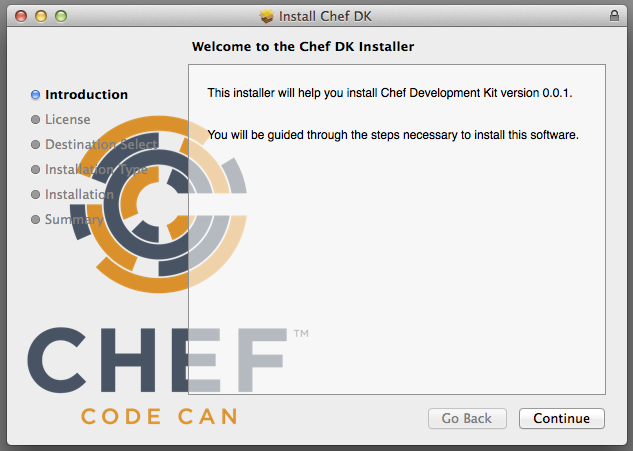 Install Chef DK
Welcome to the Chef DK Installer
Introduction
License
Destination Select
Installation Type
Installation
Summary
This installer will help you install Chef Development Kit version 0.0.1.
You will be guided through the steps necessary to install this software.
CHEF™
CODE CAN
Go Back
Continue